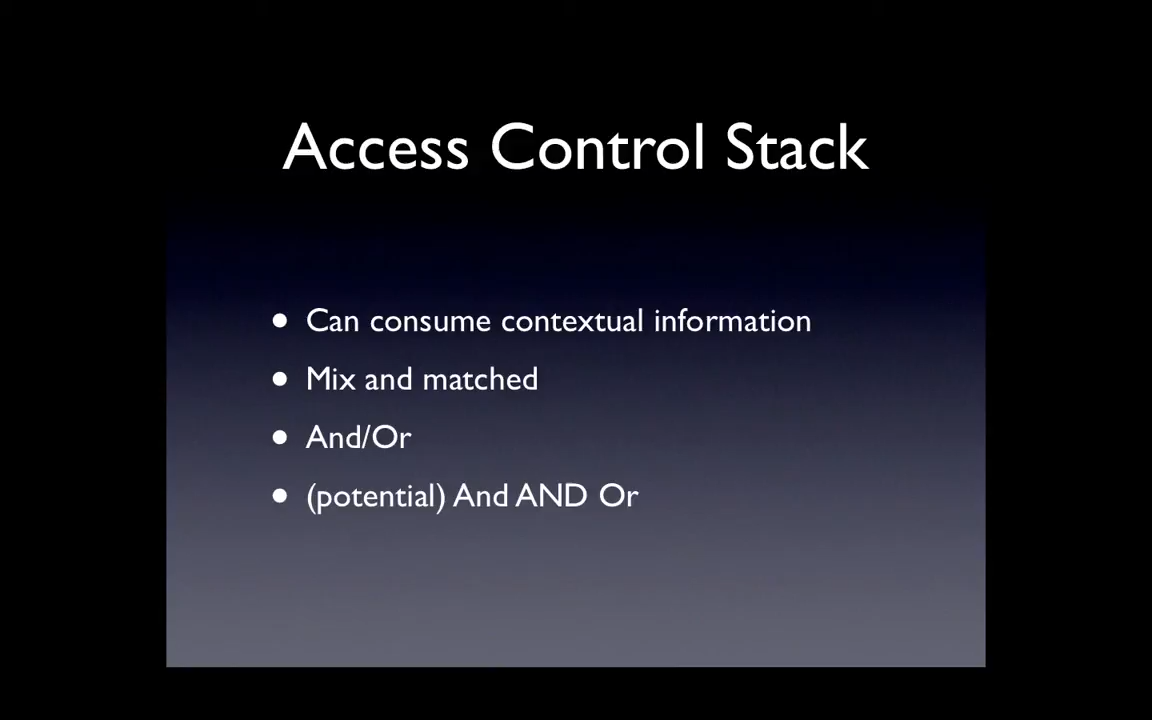 Access Control Stack
• Can consume contextual information
• Mix and matched
• And/Or
• (potential) And AND Or